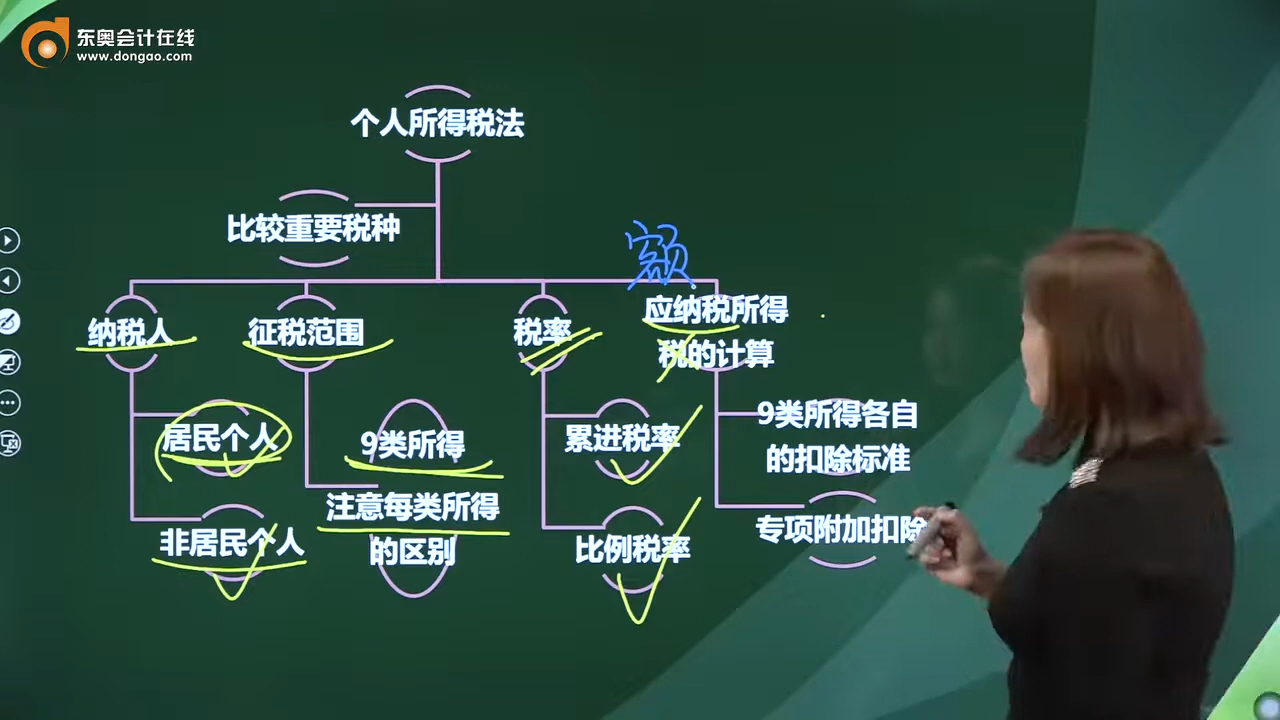 东奥会计在线
www.dongao.com
个人所得税法
比较重要税种
额
纳税人
征税范围
税率
应纳税所得
税的计算
居民个人
9类所得
累进税率
9类所得各自
的扣除标准
非居民个人
注意每类所得
的区别
比例税率
专项附加扣除